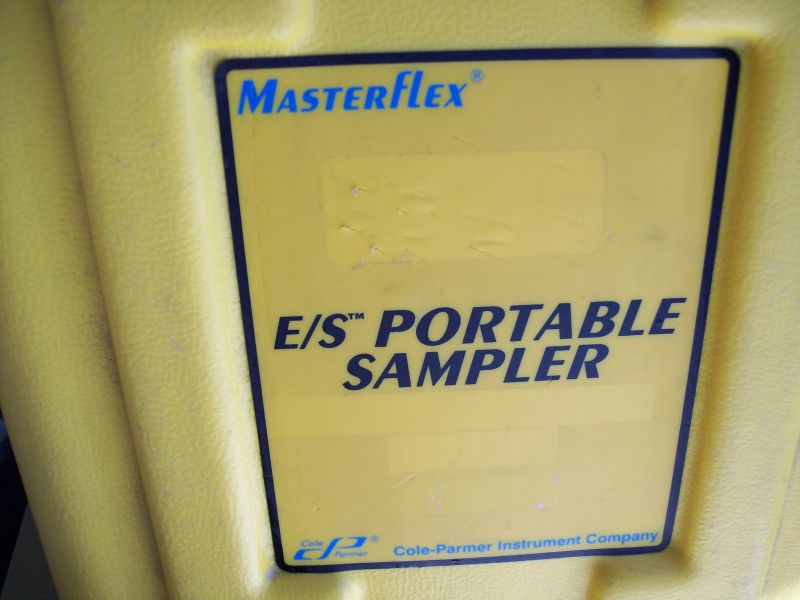 MASTERFLEX®
E/S™ PORTABLE
SAMPLER
Cole
Parmer ®
Cole-Parmer Instrument Company